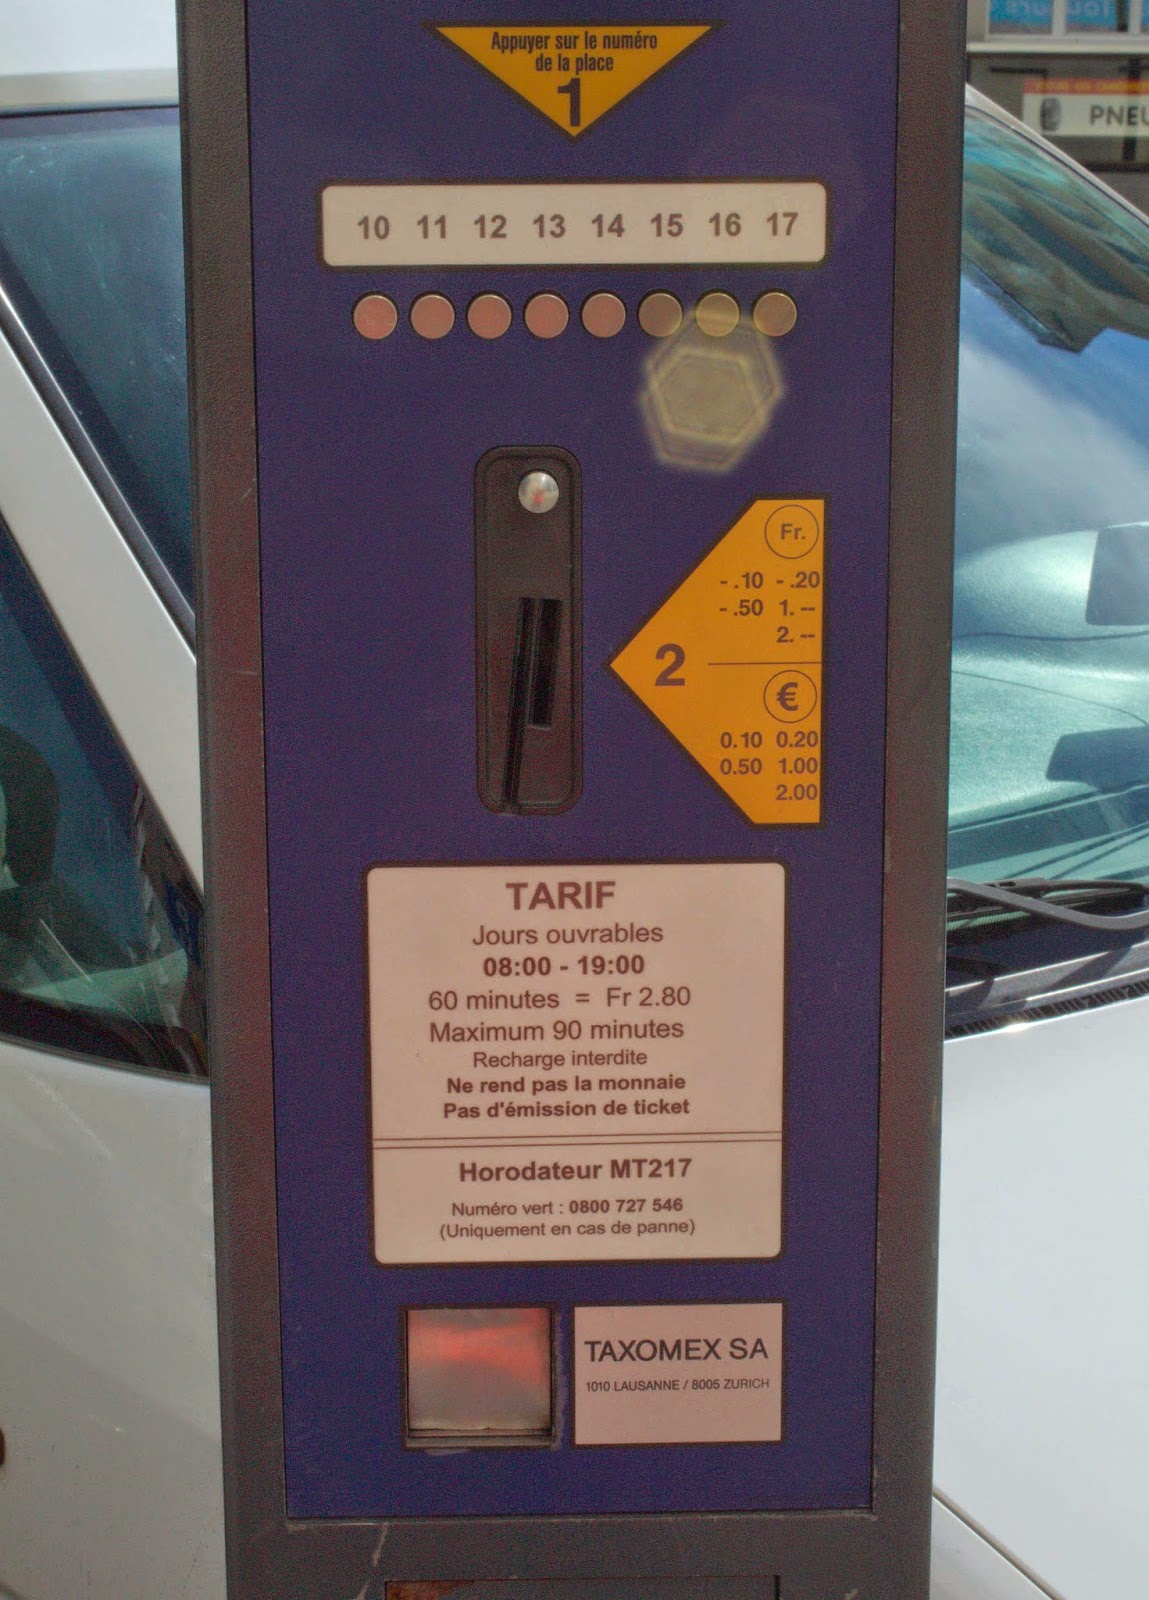 Appuyer sur le numéro
de la place
1
10 11 12 13 14 15 16 17
Fr.
-.10 -.20
-.50 1.--
2.--
2
€
0.10 0.20
0.50 1.00
2.00
TARIF
Jours ouvrables
08:00 - 19:00
60 minutes = Fr 2.80
Maximum 90 minutes
Recharge interdite
Ne rend pas la monnaie
Pas d'émission de ticket
Horodateur MT217
Numéro vert : 0800 727 546
(Uniquement en cas de panne)
TAXOMEX SA
1010 LAUSANNE / 8005 ZURICH
PNEU